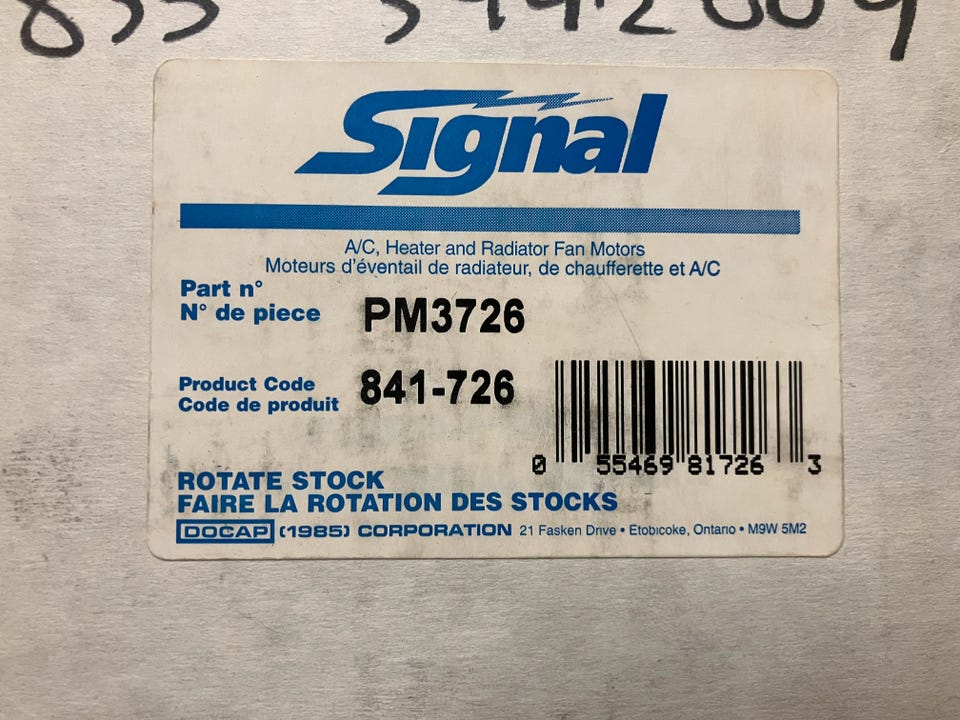 Signal
A/C, Heater and Radiator Fan Motors
Moteurs d'éventail de radiateur, de chaufferette et A/C
Part n°
N° de piece PM3726
Product Code
Code de produit 841-726
0 55469 81726 3
ROTATE STOCK
FAIRE LA ROTATION DES STOCKS
DOCAP (1985) CORPORATION 21 Fasken Drive • Etobicoke, Ontario • M9W 5M2